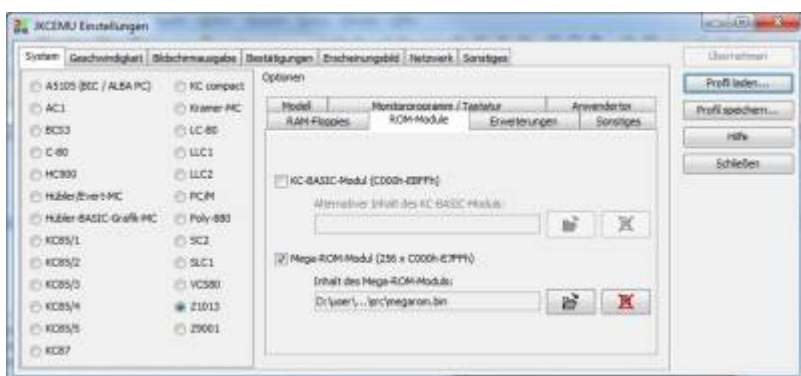 JKCEMU Einstellungen
System Geschwindigkeit Bildschirmausgabe Bestätigungen Erscheinungsbild Netzwerk Sonstiges
Übernehmen
Profil laden...
Profil speichern...
Hilfe
Schließen
A5105 (BIC / ALBA PC)
AC1
BCS3
C-80
HC900
Hübler/Evert-MC
Hübler-BASIC-Grafik-MC
KC85/1
KC85/2
KC85/3
KC85/4
KC85/5
KC87
KC compact
Kramer-MC
LC-80
LLC1
LLC2
PC/M
Poly-880
SC2
SLC1
VCS80
Z1013
Z9001
Optionen
Modell Monitorprogramm / Tastatur Anwendertor
RAM-Floppies ROM-Module Erweiterungen Sonstiges
KC-BASIC-Modul (C000h-EBFFh)
Alternativer Inhalt des KC-BASIC-Moduls:
Mega-ROM-Modul (256 x C000h-E7FFh)
Inhalt des Mega-ROM-Moduls:
D:\user\...\src\megarom.bin